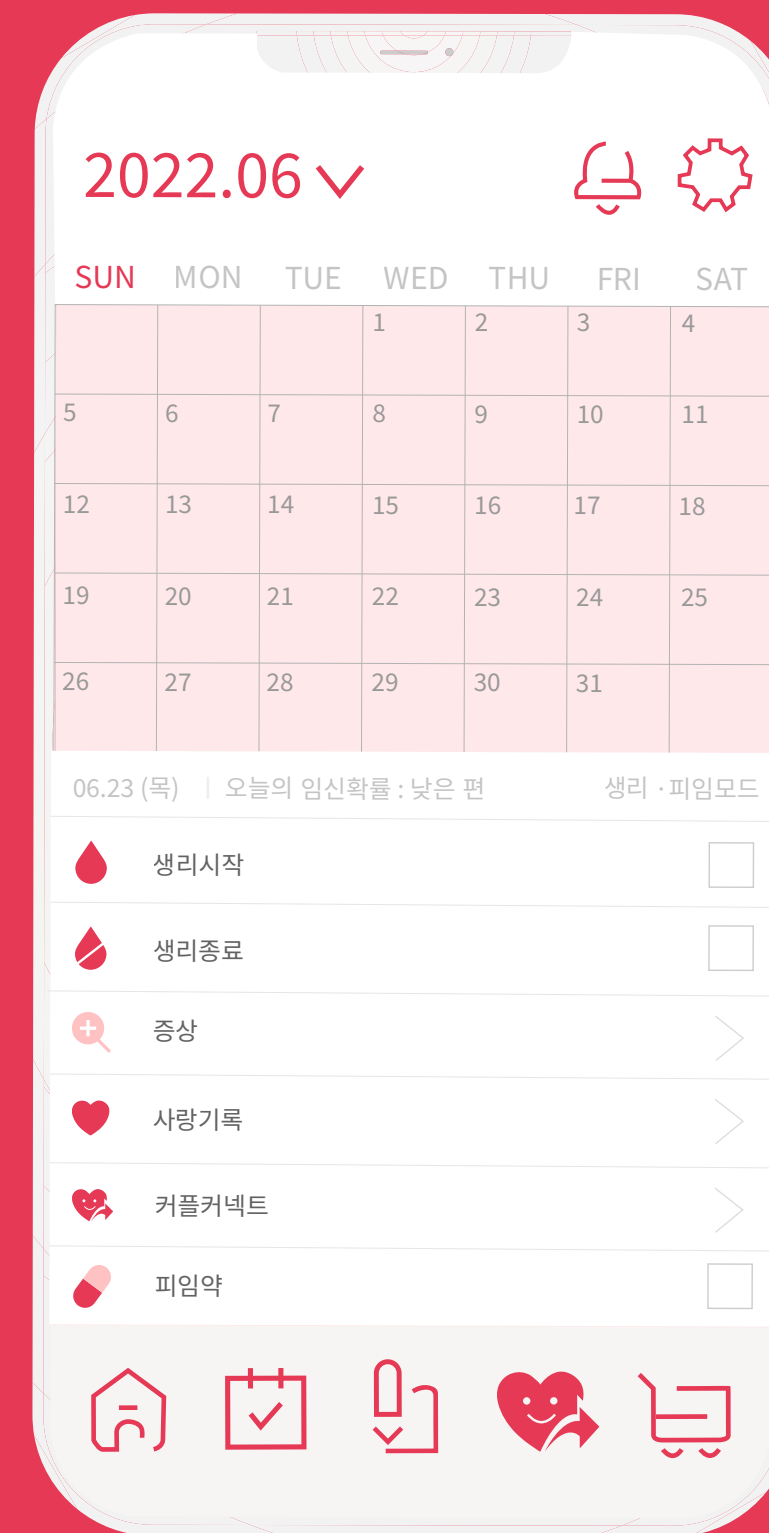 2022.06
SUN MON TUE WED THU FRI SAT
1 2 3 4
5 6 7 8 9 10 11
12 13 14 15 16 17 18
19 20 21 22 23 24 25
26 27 28 29 30 31
06.23 (목) | 오늘의 임신확률 : 낮은 편 생리 · 피임모드
생리시작
생리종료
증상
사랑기록
커플커넥트
피임약